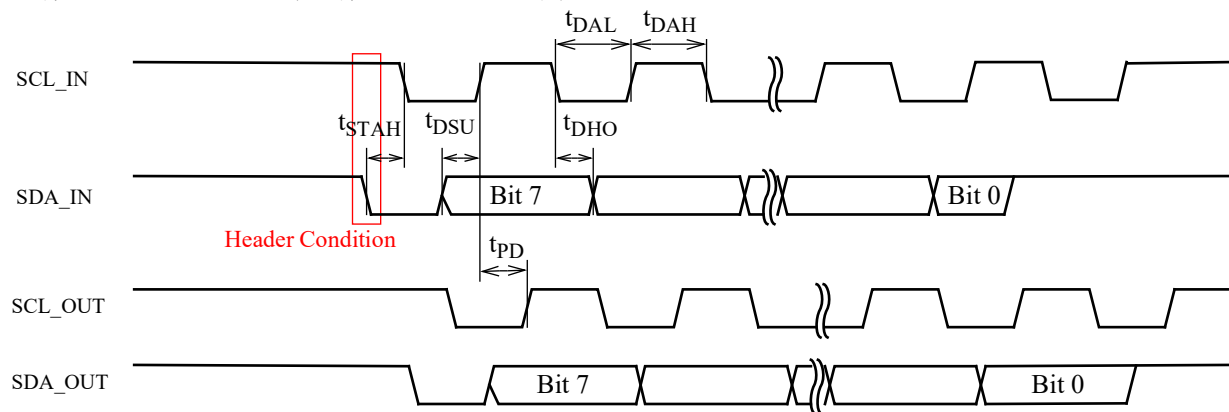 tDAL tDAH
SCL_IN
tSTAH tDSU tDHO
SDA_IN Bit 7 Bit 0
Header Condition
tPD
SCL_OUT
SDA_OUT Bit 7 Bit 0